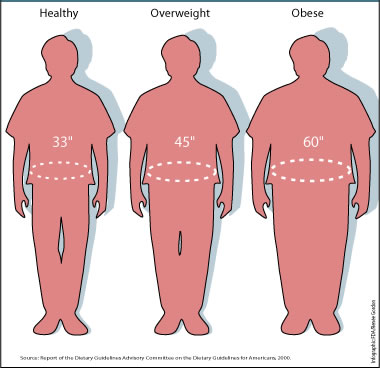 Healthy Overweight Obese
33" 45" 60"
Source: Report of the Dietary Guidelines Advisory Committee on the Dietary Guidelines for Americans, 2000.
Infographic:FDA/Renée Gordon